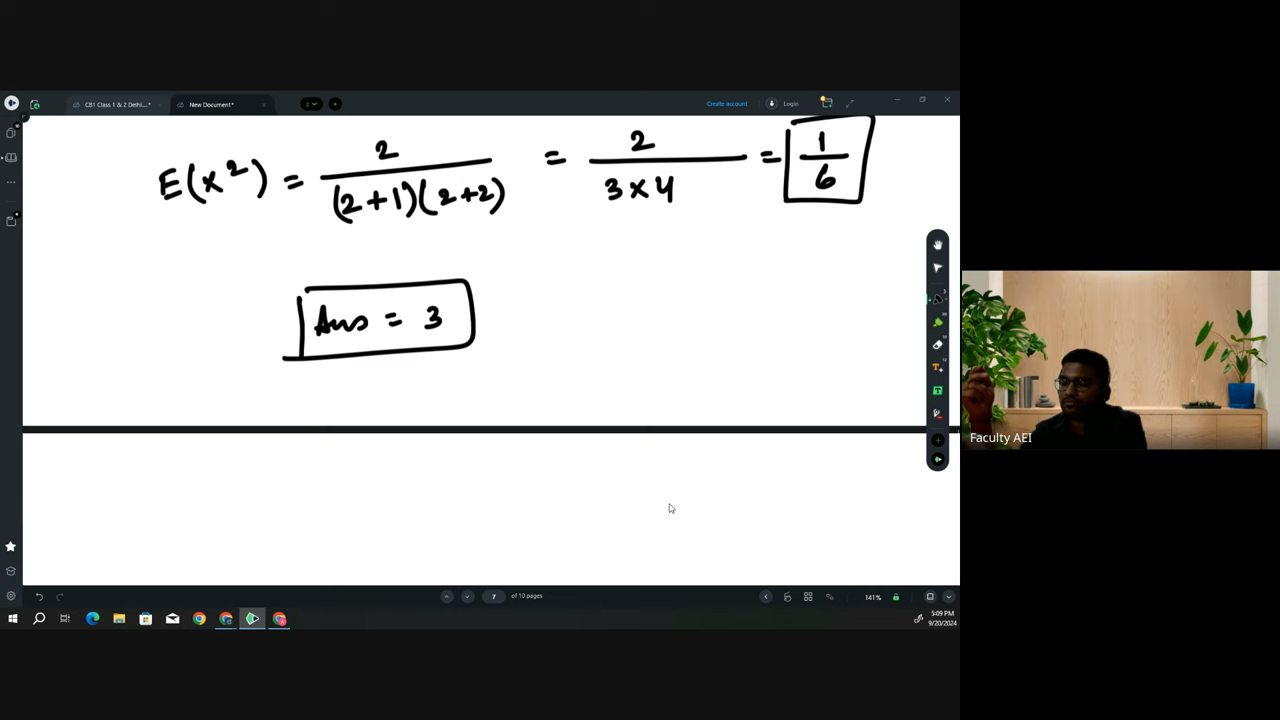 CB1 Class 1 & 2 Delhi...*
New Document*
2
Create account
Login
E(x²) = 2 / (2+1)(2+2) = 2 / 3×4 = 1/6
Ans = 3
Faculty AEI
7 of 10 pages
141%
5:09 PM
9/20/2024